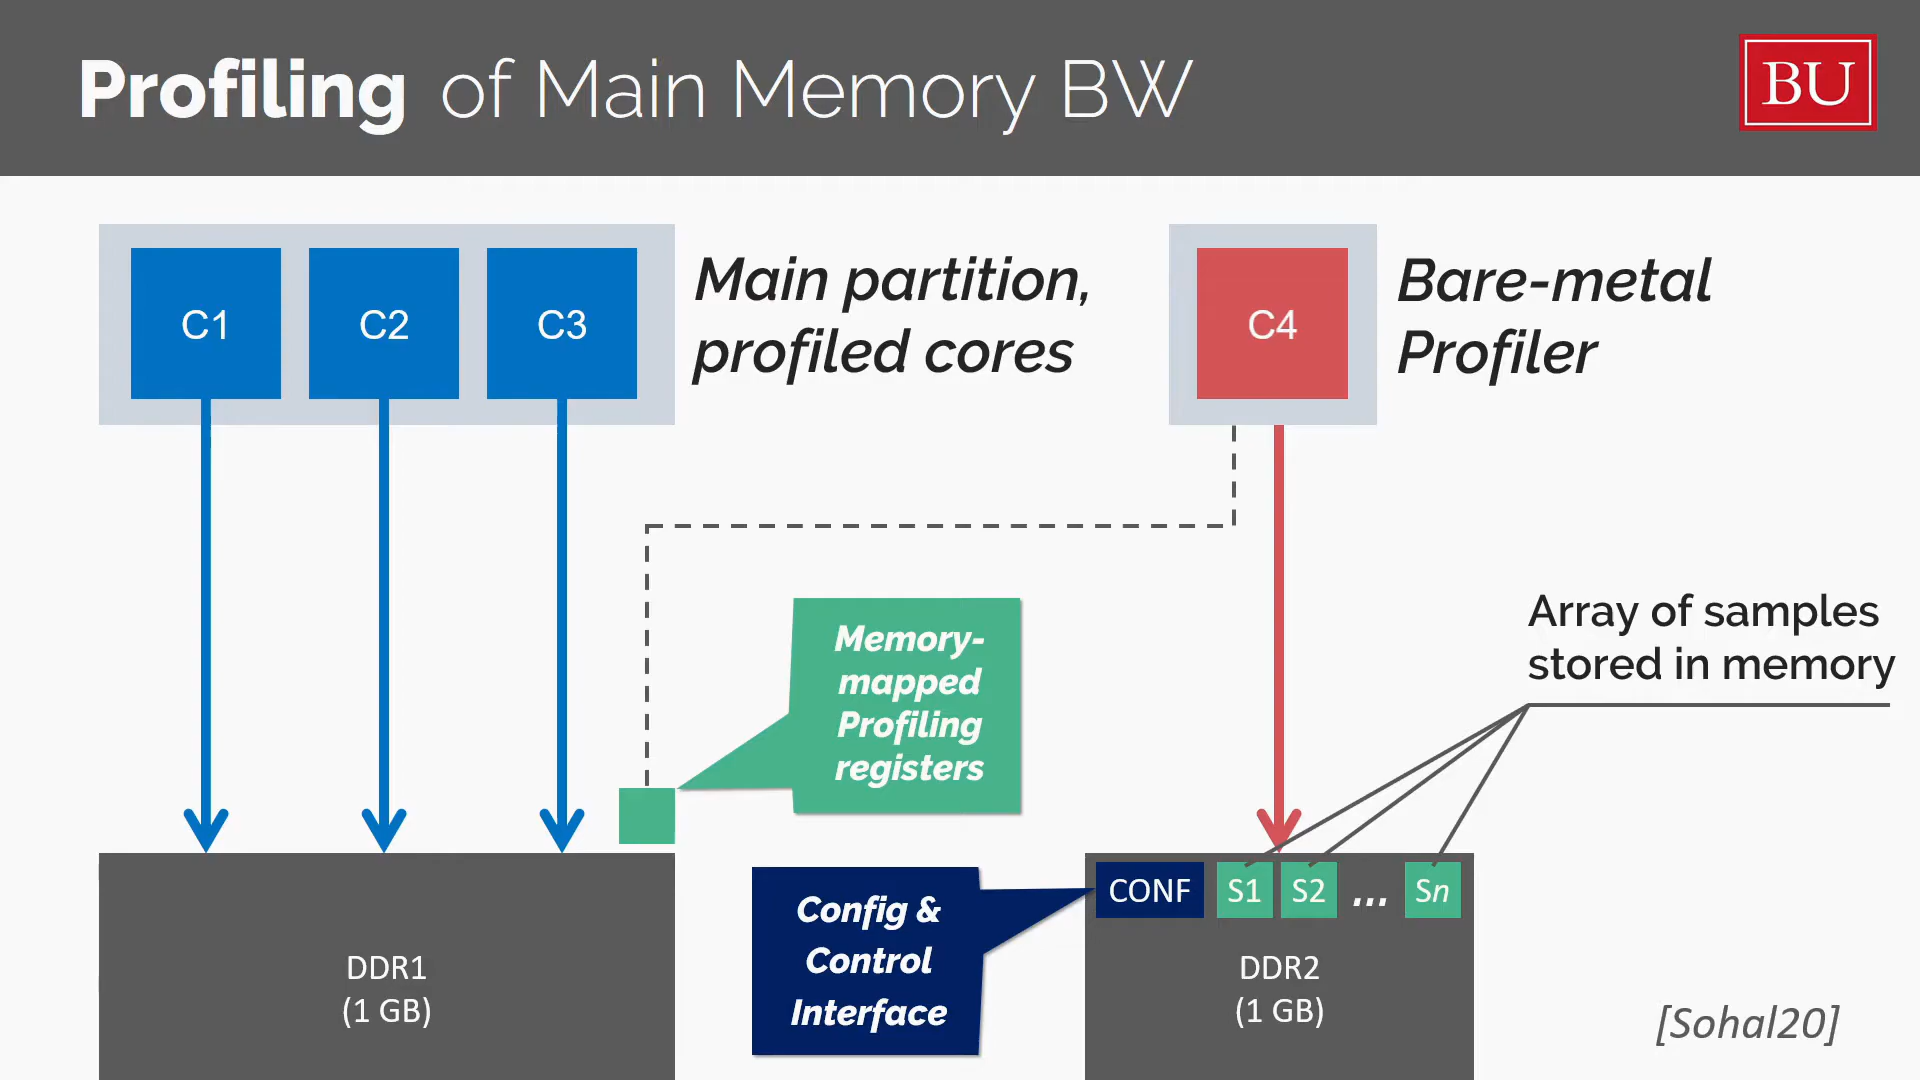 Profiling of Main Memory BW
BU
C1
C2
C3
Main partition,
profiled cores
C4
Bare-metal
Profiler
Memory-
mapped
Profiling
registers
Array of samples
stored in memory
Config &
Control
Interface
CONF
S1
S2
...
Sn
DDR1
(1 GB)
DDR2
(1 GB)
[Sohal20]